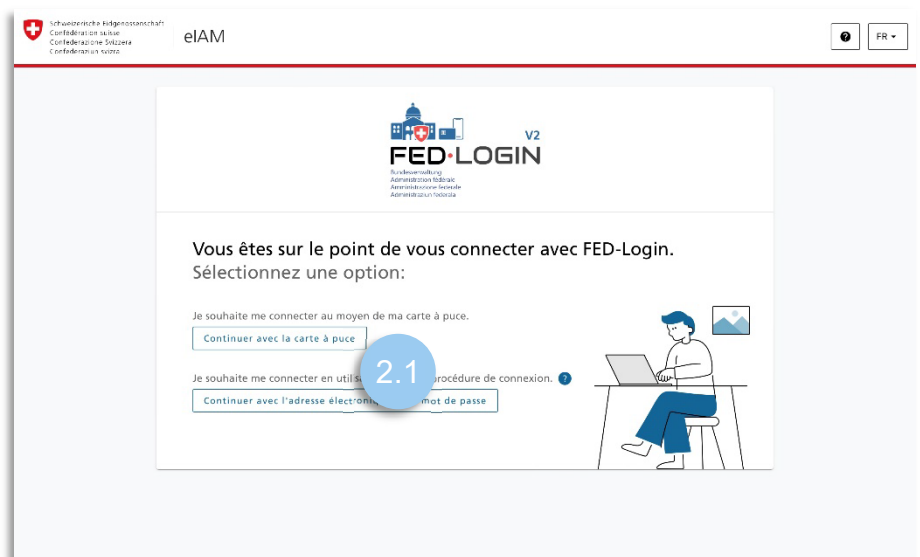 Schweizerische Eidgenossenschaft
Confédération suisse
Confederazione Svizzera
Confederaziun svizra
eIAM
FR
V2
FED-LOGIN
Bundesverwaltung
Administration fédérale
Amministrazione federale
Administraziun federala
Vous êtes sur le point de vous connecter avec FED-Login.
Sélectionnez une option:
Je souhaite me connecter au moyen de ma carte à puce.
Continuer avec la carte à puce
2.1
Je souhaite me connecter en procédure de connexion. ?
Continuer avec l'adresse mot de passe